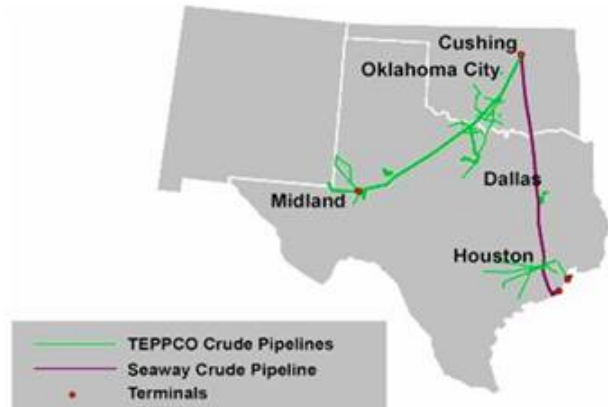 Cushing
Oklahoma City
Midland
Dallas
Houston
TEPPCO Crude Pipelines
Seaway Crude Pipeline
Terminals